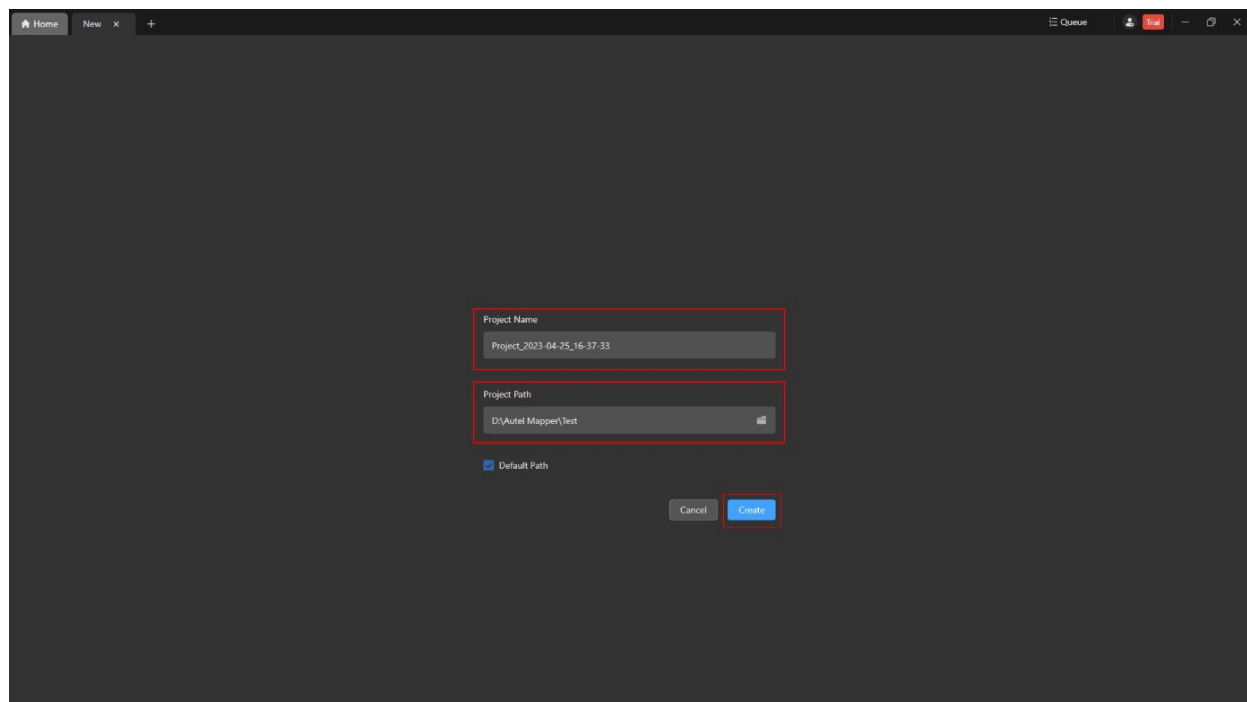 Home New × +
Queue Trial
Project Name
Project_2023-04-25_16-37-33
Project Path
D:\Autel Mapper\Test
Default Path
Cancel Create